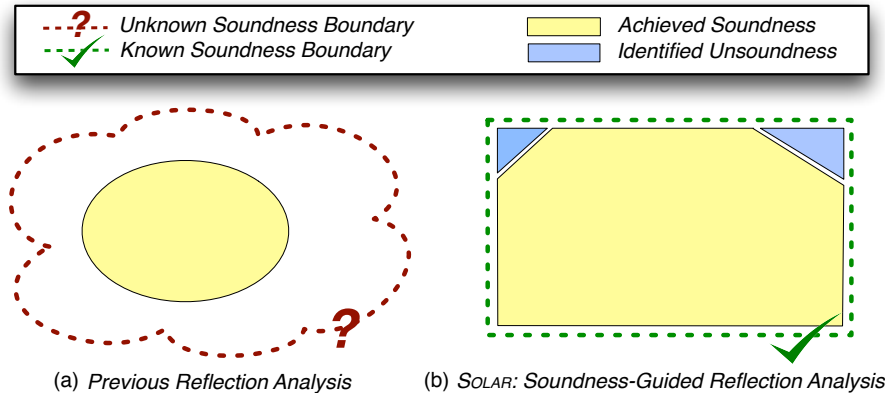 ? Unknown Soundness Boundary
Known Soundness Boundary
Achieved Soundness
Identified Unsoundness
?
(a) Previous Reflection Analysis
(b) SOLAR: Soundness-Guided Reflection Analysis